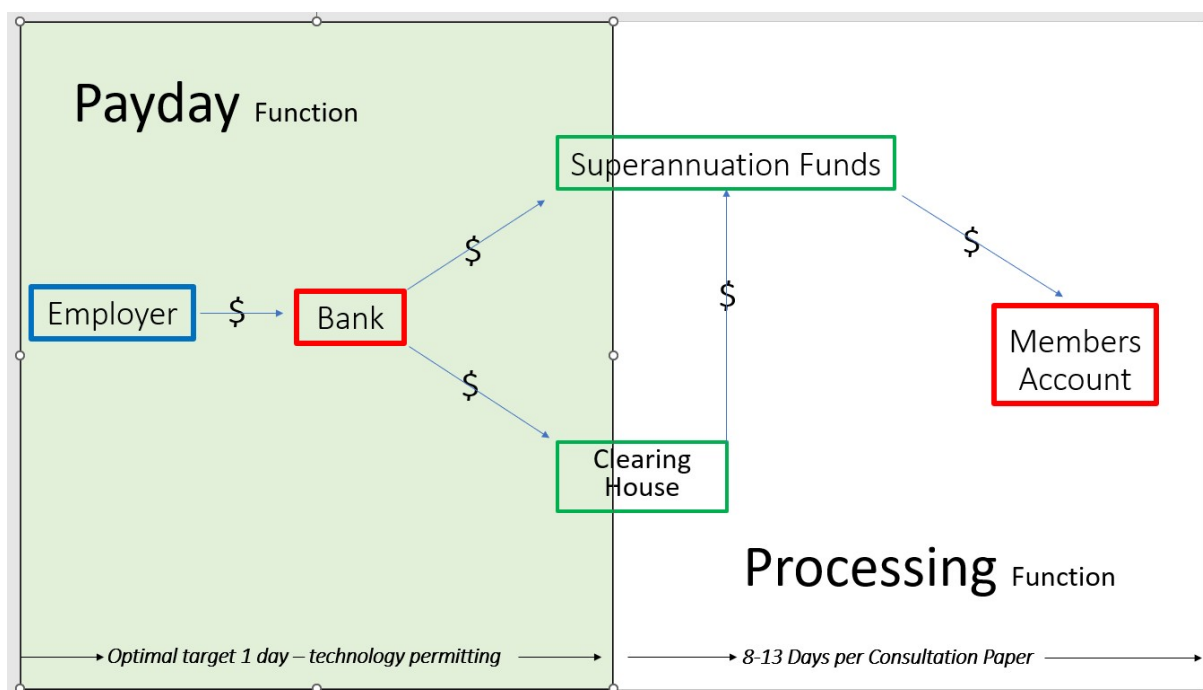 Payday Function
Superannuation Funds
$
$
Employer
$
Bank
$
Members
Account
$
Clearing
House
Processing Function
Optimal target 1 day – technology permitting
8-13 Days per Consultation Paper